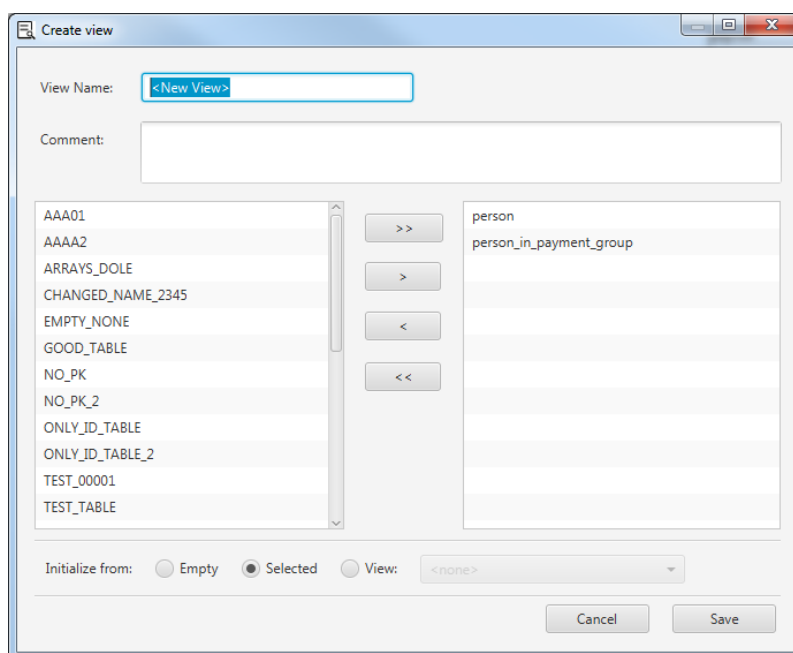 Create view
View Name: <New View>
Comment:
AAA01
AAAA2
ARRAYS_DOLE
CHANGED_NAME_2345
EMPTY_NONE
GOOD_TABLE
NO_PK
NO_PK_2
ONLY_ID_TABLE
ONLY_ID_TABLE_2
TEST_00001
TEST_TABLE
>>
>
<
<<
person
person_in_payment_group
Initialize from: Empty Selected View: <none>
Cancel Save